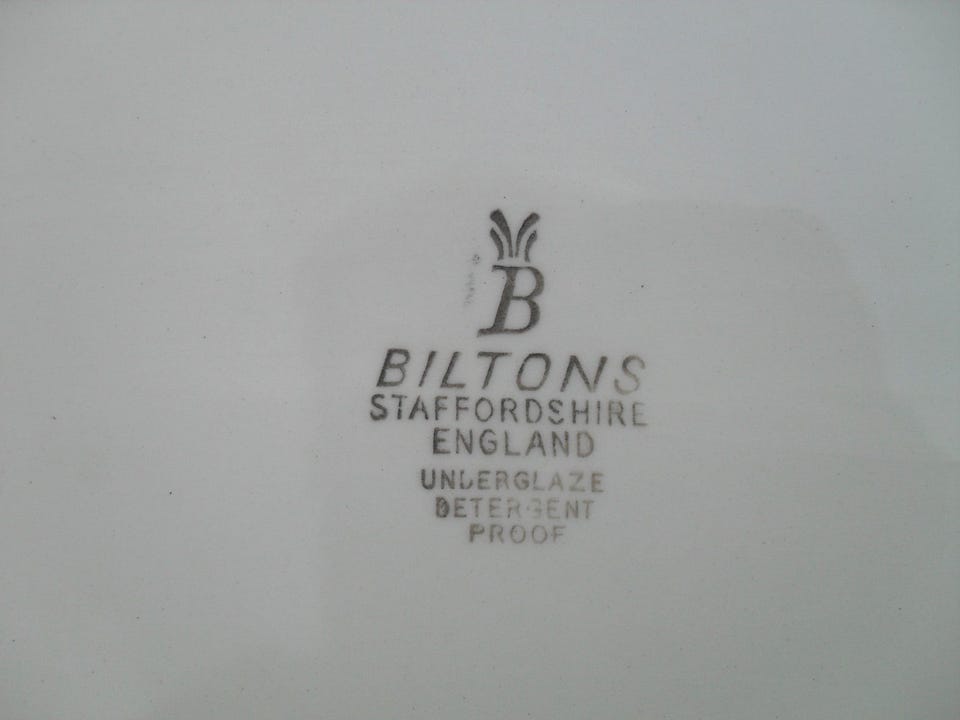 B
BILTONS
STAFFORDSHIRE
ENGLAND
UNDERGLAZE
DETERGENT
PROOF